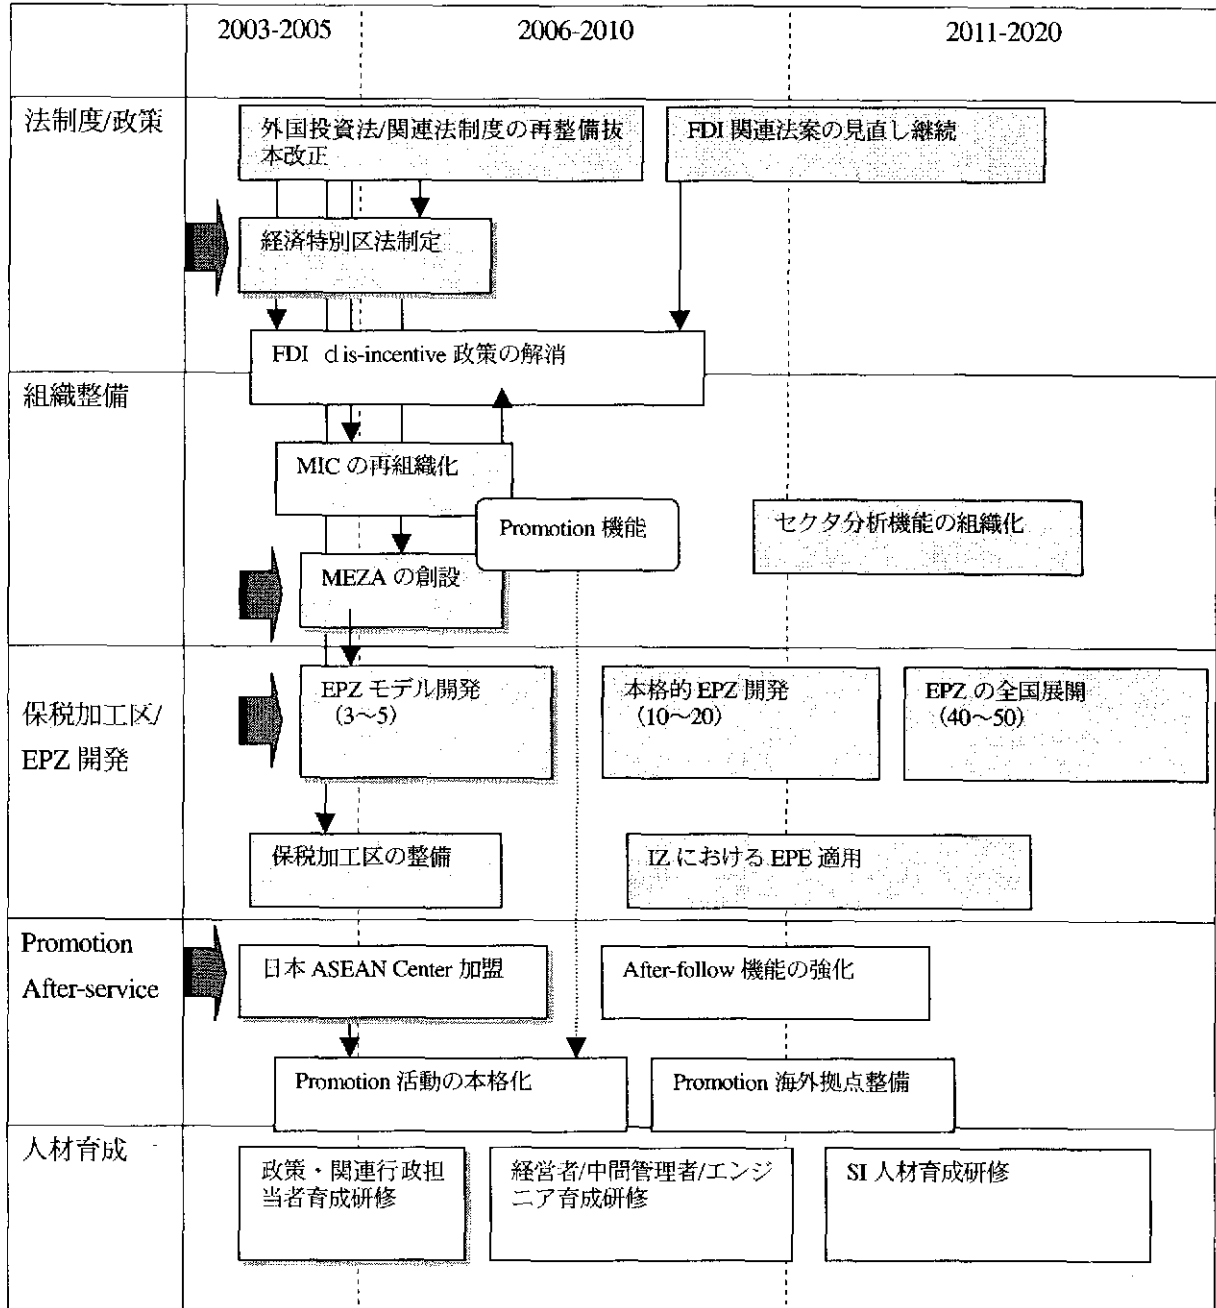 2003-2005
2006-2010
2011-2020
法制度/政策
外国投資法/関連法制度の再整備抜
本改正
FDI 関連法案の見直し継続
経済特別区法制定
FDI dis-incentive 政策の解消
組織整備
MIC の再組織化
Promotion 機能
セクタ分析機能の組織化
MEZA の創設
保税加工区/
EPZ 開発
EPZ モデル開発
（3～5）
本格的 EPZ 開発
（10～20）
EPZ の全国展開
（40～50）
保税加工区の整備
IZ における EPE 適用
Promotion
After-service
日本 ASEAN Center 加盟
After-follow 機能の強化
Promotion 活動の本格化
Promotion 海外拠点整備
人材育成
政策・関連行政担
当者育成研修
経営者/中間管理者/エンジ
ニア育成研修
SI 人材育成研修